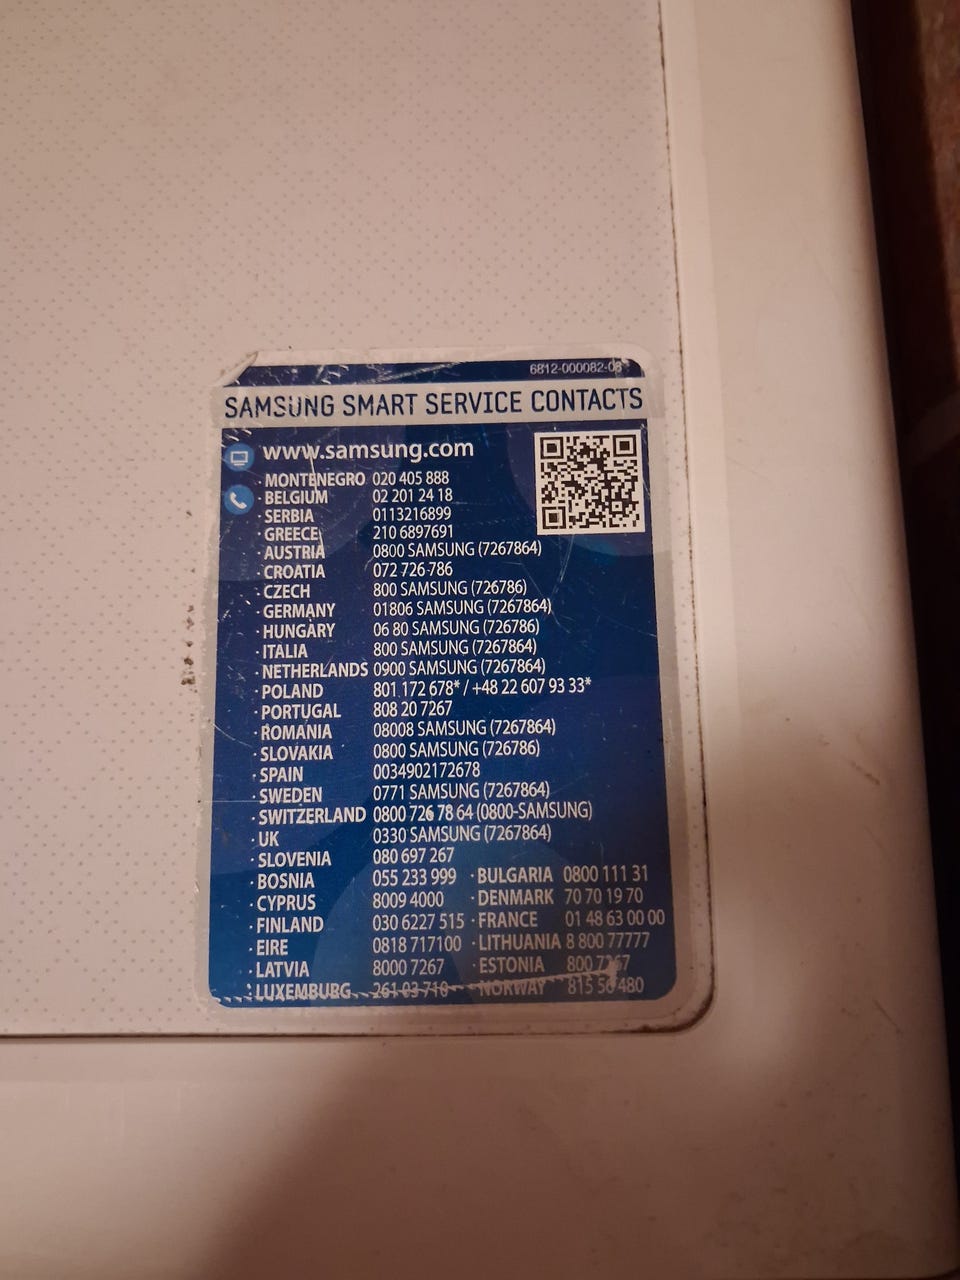 6812-000082-08
SAMSUNG SMART SERVICE CONTACTS
www.samsung.com
· MONTENEGRO 020 405 888
· BELGIUM 02 201 24 18
· SERBIA 0113216899
· GREECE 210 6897691
· AUSTRIA 0800 SAMSUNG (7267864)
· CROATIA 072 726 786
· CZECH 800 SAMSUNG (726786)
· GERMANY 01806 SAMSUNG (7267864)
· HUNGARY 06 80 SAMSUNG (726786)
· ITALIA 800 SAMSUNG (7267864)
· NETHERLANDS 0900 SAMSUNG (7267864)
· POLAND 801 172 678* / +48 22 607 93 33*
· PORTUGAL 808 20 7267
· ROMANIA 08008 SAMSUNG (7267864)
· SLOVAKIA 0800 SAMSUNG (726786)
· SPAIN 0034902172678
· SWEDEN 0771 SAMSUNG (7267864)
· SWITZERLAND 0800 726 78 64 (0800-SAMSUNG)
· UK 0330 SAMSUNG (7267864)
· SLOVENIA 080 697 267
· BOSNIA 055 233 999 · BULGARIA 0800 111 31
· CYPRUS 8009 4000 · DENMARK 70 70 19 70
· FINLAND 030 6227 515 · FRANCE 01 48 63 00 00
· EIRE 0818 717100 · LITHUANIA 8 800 77777
· LATVIA 8000 7267 · ESTONIA 800 7267
· LUXEMBURG 261 03 710 · NORWAY 815 56 480